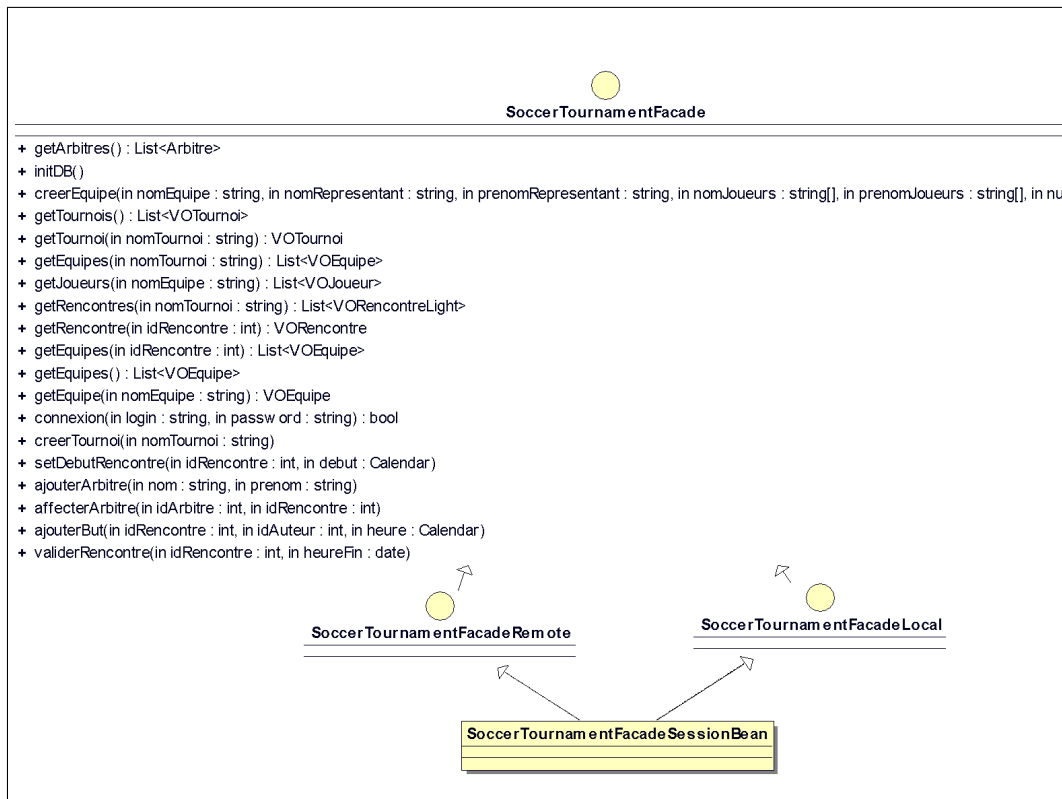 SoccerTournamentFacade
+ getArbitres() : List<Arbitre>
+ initDB()
+ creerEquipe(in nomEquipe : string, in nomRepresentant : string, in prenomRepresentant : string, in nomJoueurs : string[], in prenomJoueurs : string[], in nu
+ getTournois() : List<VOTournoi>
+ getTournoi(in nomTournoi : string) : VOTournoi
+ getEquipes(in nomTournoi : string) : List<VOEquipe>
+ getJoueurs(in nomEquipe : string) : List<VOJoueur>
+ getRencontres(in nomTournoi : string) : List<VORencontreLight>
+ getRencontre(in idRencontre : int) : VORencontre
+ getEquipes(in idRencontre : int) : List<VOEquipe>
+ getEquipes() : List<VOEquipe>
+ getEquipe(in nomEquipe : string) : VOEquipe
+ connexion(in login : string, in password : string) : bool
+ creerTournoi(in nomTournoi : string)
+ setDebutRencontre(in idRencontre : int, in debut : Calendar)
+ ajouterArbitre(in nom : string, in prenom : string)
+ affecterArbitre(in idArbitre : int, in idRencontre : int)
+ ajouterBut(in idRencontre : int, in idAuteur : int, in heure : Calendar)
+ validerRencontre(in idRencontre : int, in heureFin : date)
SoccerTournamentFacadeRemote
SoccerTournamentFacadeLocal
SoccerTournamentFacadeSessionBean